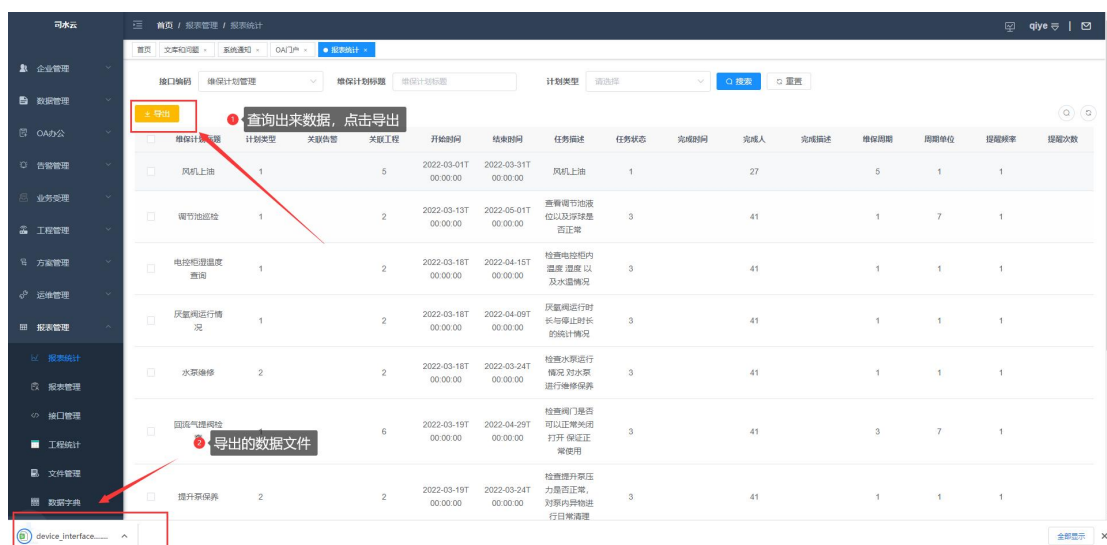 司水云
首页 / 报表管理 / 报表统计
qiye
首页 文库和问题 × 系统通知 × OA门户 × 报表统计 ×
企业管理
数据管理
OA办公
告警管理
业务受理
工程管理
方案管理
运维管理
报表管理
报表统计
报表管理
接口管理
工程统计
文件管理
数据字典
接口编码 维保计划管理 维保计划标题 维保计划标题 计划类型 请选择 搜索 重置
导出
1 查询出来数据，点击导出
维保计划标题 计划类型 关联告警 关联工程 开始时间 结束时间 任务描述 任务状态 完成时间 完成人 完成描述 维保周期 周期单位 提醒频率 提醒次数
风机上油 1 5 2022-03-01T 2022-03-31T 风机上油 1 27 5 1 1
00:00:00 00:00:00
调节池巡检 1 2 2022-03-13T 2022-05-01T 查看调节池液 3 41 1 7 1
00:00:00 00:00:00 位以及浮球是
否正常
电控柜湿温度 1 2 2022-03-18T 2022-04-15T 检查电控柜内 3 41 1 1 1
查询 00:00:00 00:00:00 温度 湿度 以
及水温情况
厌氧阀运行情 1 2 2022-03-18T 2022-04-09T 厌氧阀运行时 3 41 1 1 1
况 00:00:00 00:00:00 长与停止时长
的统计情况
水泵维修 2 2 2022-03-18T 2022-03-24T 检查水泵运行 3 41 1 1 1
00:00:00 00:00:00 情况 对水泵
进行维修保养
回流气提阀检 6 2022-03-19T 2022-04-29T 检查阀门是否 3 41 3 7 1
00:00:00 00:00:00 可以正常关闭
打开 保证正
常使用
2 导出的数据文件
提升泵保养 2 2 2022-03-19T 2022-03-24T 检查提升泵压 3 41 1 1 1
00:00:00 00:00:00 力是否正常，
对泵内异物进
行日常清理
device_interface.......
全部显示 ×